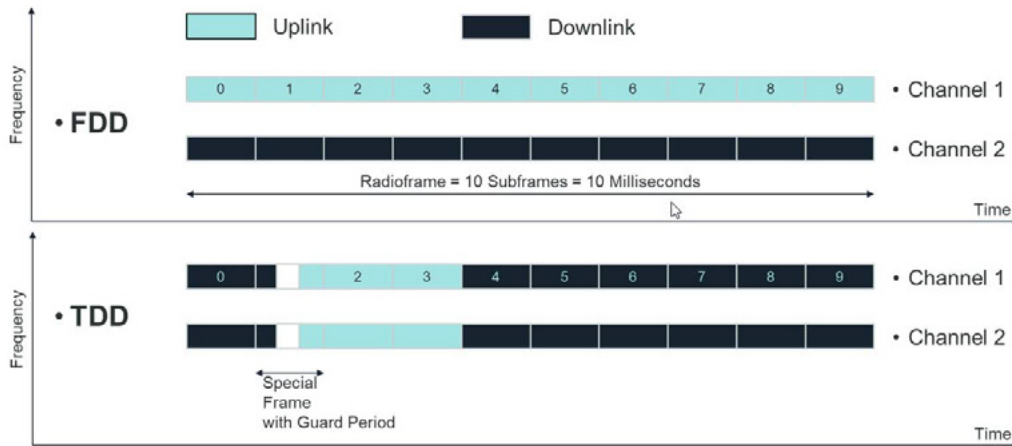 Uplink
Downlink
Frequency
• FDD
0 1 2 3 4 5 6 7 8 9
• Channel 1
• Channel 2
Radioframe = 10 Subframes = 10 Milliseconds
Time
Frequency
• TDD
0 2 3 4 5 6 7 8 9
• Channel 1
• Channel 2
Special
Frame
with Guard Period
Time